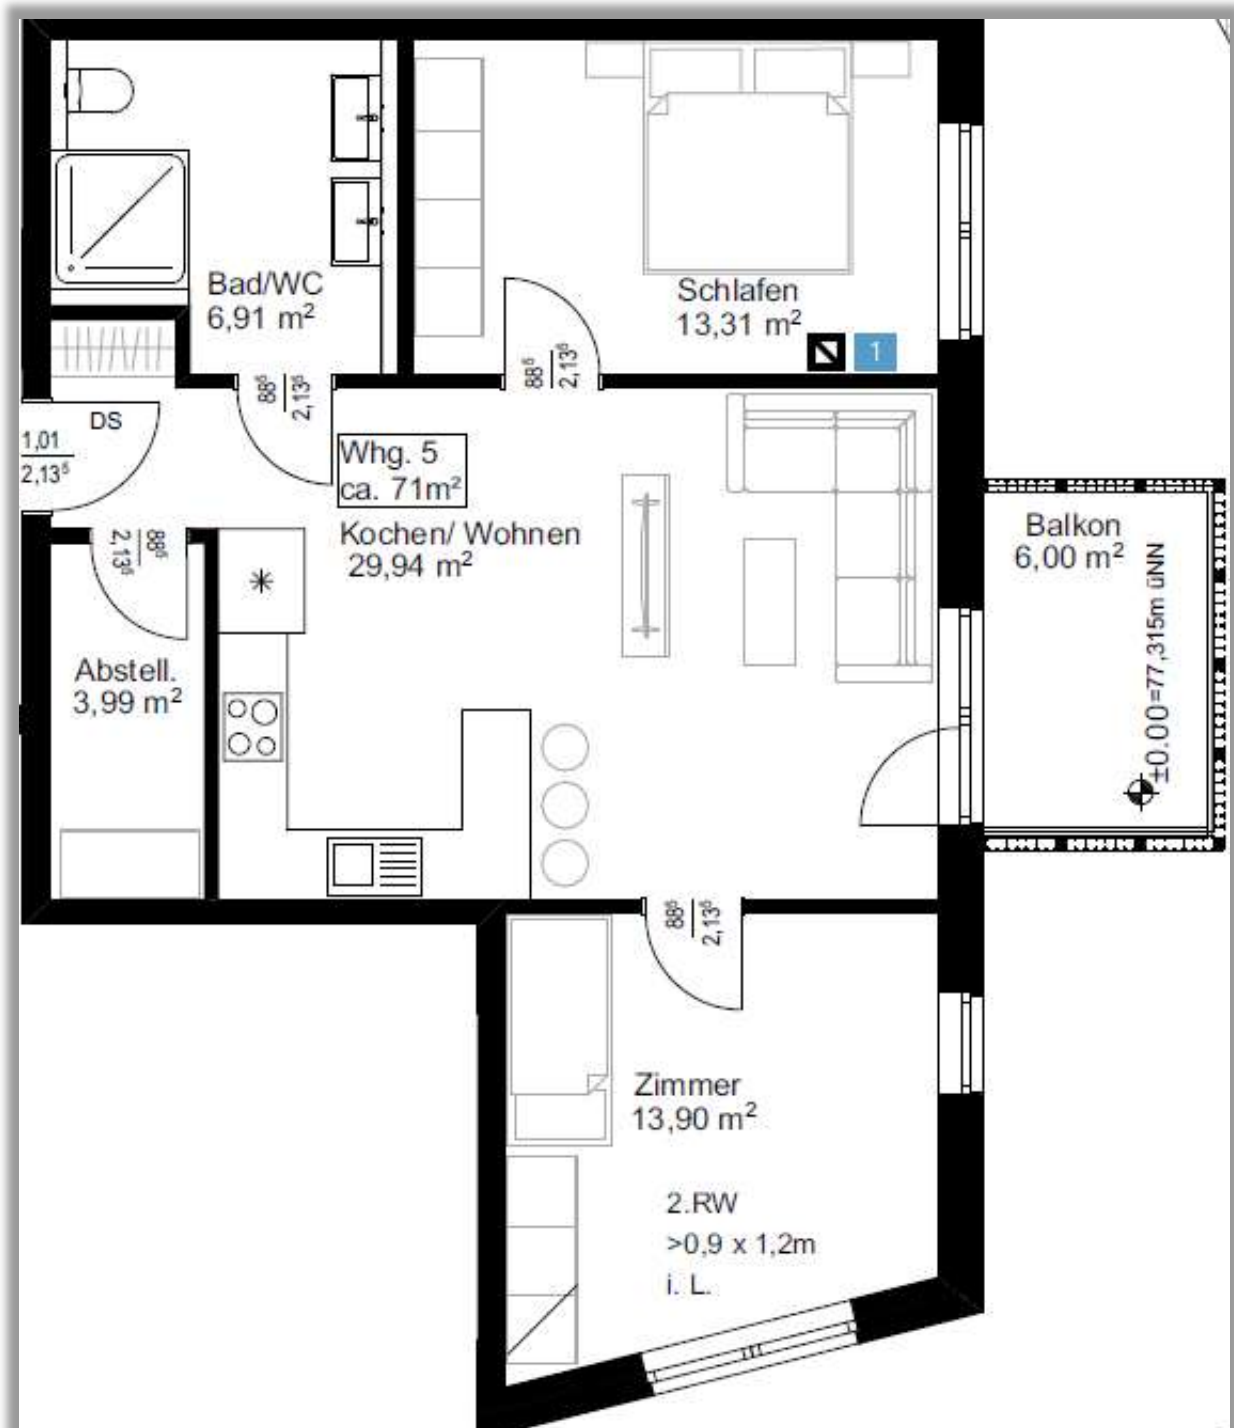 Bad/WC
6,91 m²
Schlafen
13,31 m²
1
88⁵
2,13⁵
88⁵
2,13⁵
DS
1,01
2,13⁵
Whg. 5
ca. 71m²
Kochen/ Wohnen
29,94 m²
88⁵
2,13⁵
Balkon
6,00 m²
±0.00=77,315m üNN
Abstell.
3,99 m²
88⁵
2,13⁵
Zimmer
13,90 m²
2.RW
>0,9 x 1,2m
i. L.